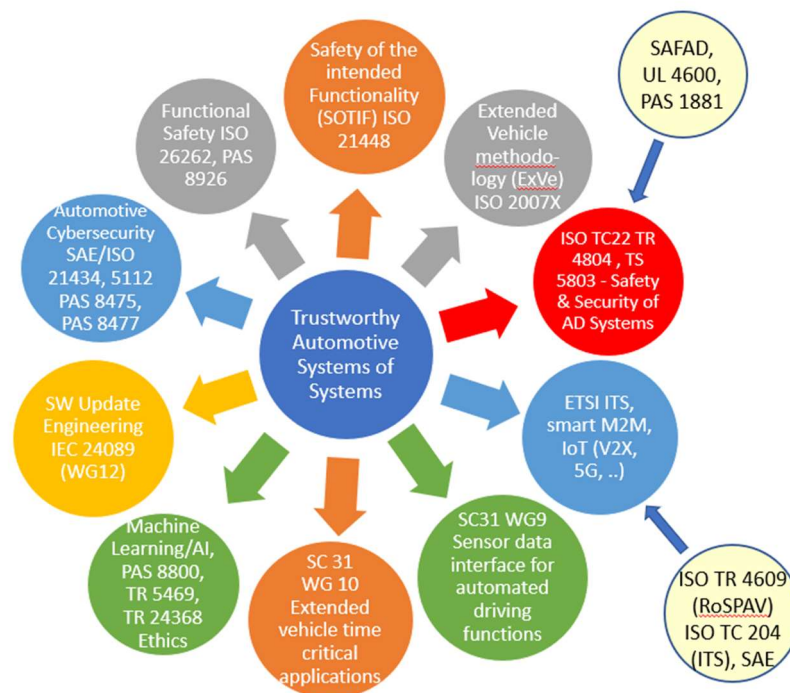 Safety of the
intended
Functionality
(SOTIF) ISO
21448
SAFAD,
UL 4600,
PAS 1881
Functional
Safety ISO
26262, PAS
8926
Extended
Vehicle
methodo-
logy (ExVe)
ISO 2007X
Automotive
Cybersecurity
SAE/ISO
21434, 5112
PAS 8475,
PAS 8477
ISO TC22 TR
4804 , TS
5803 - Safety
& Security of
AD Systems
Trustworthy
Automotive
Systems of
Systems
SW Update
Engineering
IEC 24089
(WG12)
ETSI ITS,
smart M2M,
IoT (V2X,
5G, ..)
Machine
Learning/AI,
PAS 8800,
TR 5469,
TR 24368
Ethics
SC 31
WG 10
Extended
vehicle time
critical
applications
SC31 WG9
Sensor data
interface for
automated
driving
functions
ISO TR 4609
(RoSPAV)
ISO TC 204
(ITS), SAE